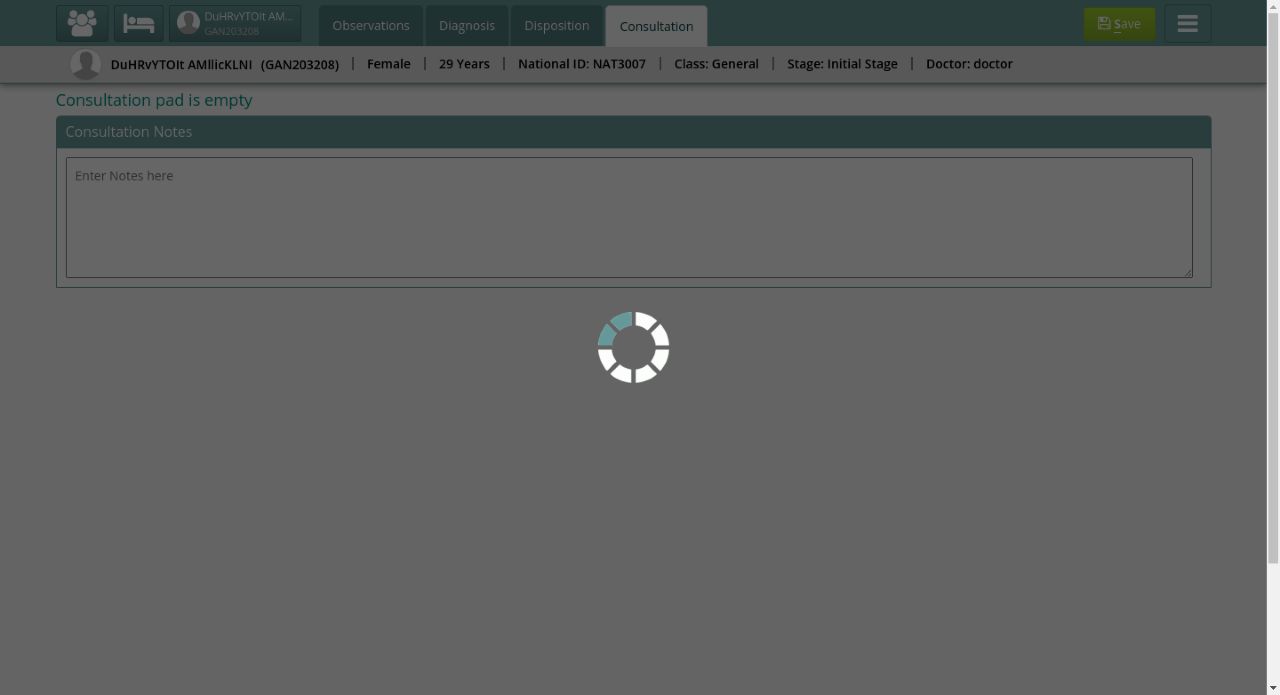 DuHRvYTOIt AM...
GAN203208
Observations
Diagnosis
Disposition
Consultation
Save
DuHRvYTOIt AMllicKLNI (GAN203208) | Female | 29 Years | National ID: NAT3007 | Class: General | Stage: Initial Stage | Doctor: doctor
Consultation pad is empty
Consultation Notes
Enter Notes here